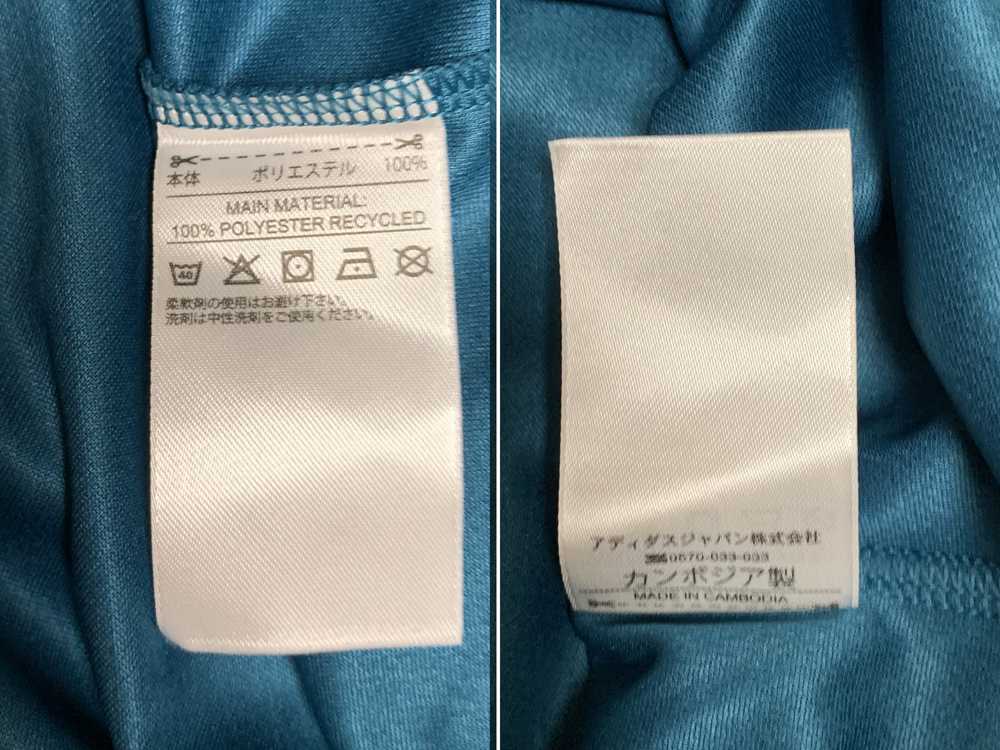 本体 ポリエステル 100%
MAIN MATERIAL:
100% POLYESTER RECYCLED
40
柔軟剤の使用はお避け下さい。
洗剤は中性洗剤をご使用ください。
アディダスジャパン株式会社
0570-033-033
カンボジア製
MADE IN CAMBODIA